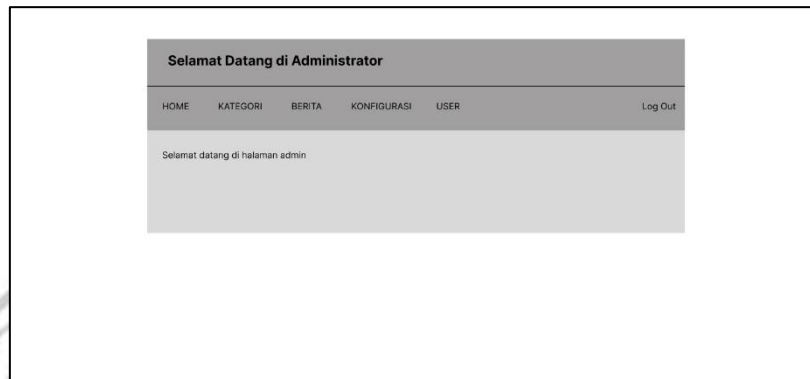 Selamat Datang di Administrator
HOME KATEGORI BERITA KONFIGURASI USER Log Out
Selamat datang di halaman admin